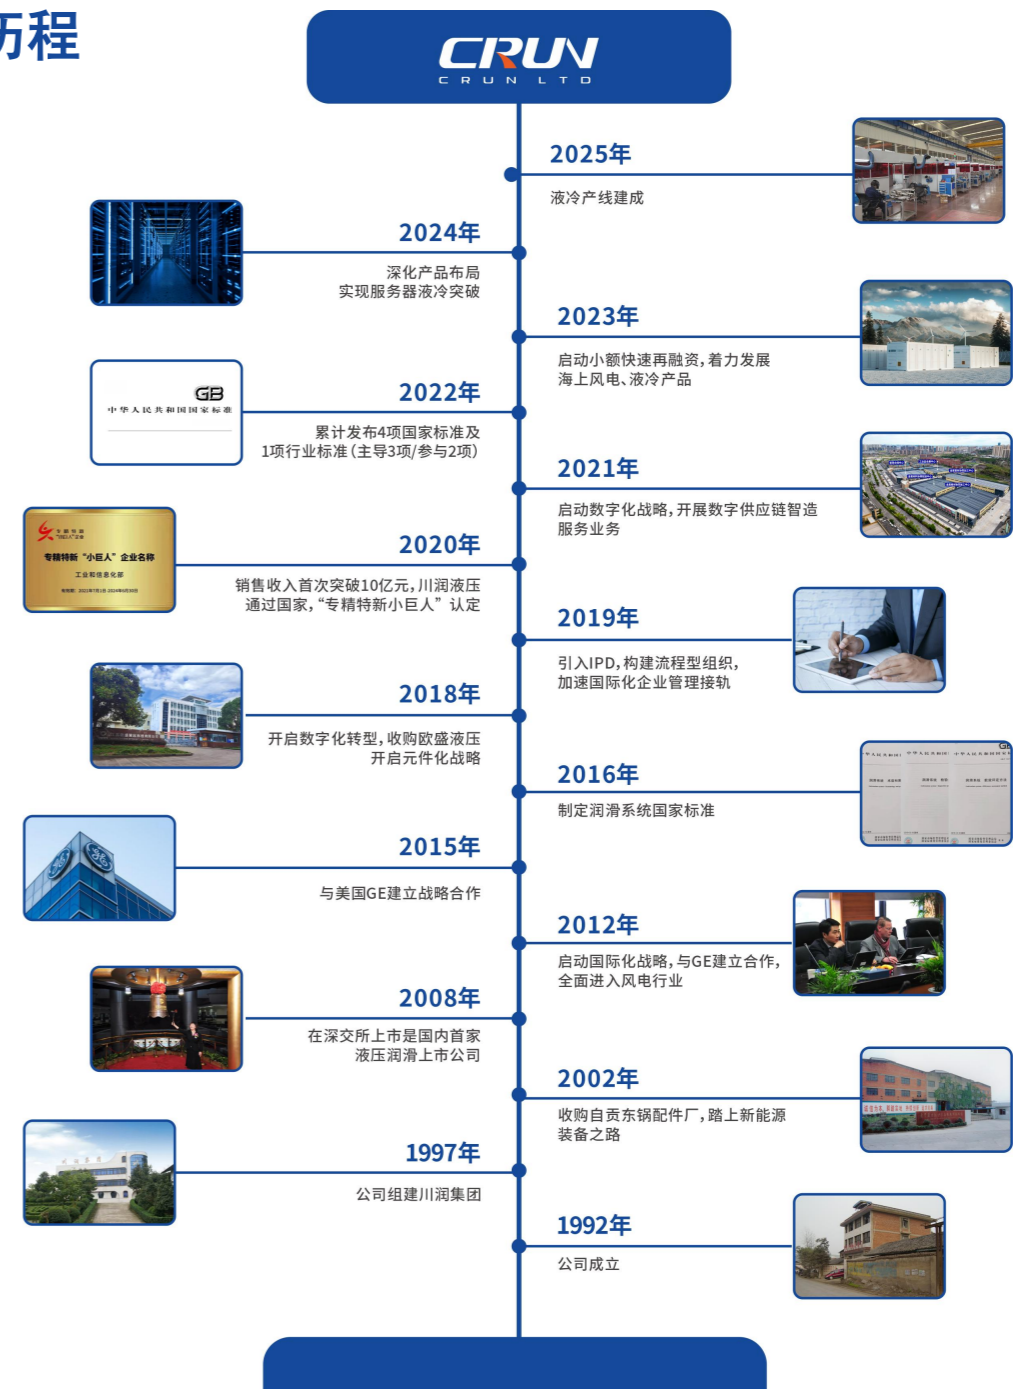 历程
CRUN
CRUN LTD
2025年
液冷产线建成
2024年
深化产品布局
实现服务器液冷突破
2023年
启动小额快速再融资，着力发展
海上风电、液冷产品
GB
中华人民共和国国家标准
2022年
累计发布4项国家标准及
1项行业标准（主导3项/参与2项）
2021年
启动数字化战略，开展数字供应链智造
服务业务
专精特新
“小巨人”企业
专精特新“小巨人”企业名称
工业和信息化部
2020年
销售收入首次突破10亿元，川润液压
通过国家，“专精特新小巨人”认定
2019年
引入IPD，构建流程型组织，
加速国际化企业管理接轨
2018年
开启数字化转型，收购欧盛液压
开启元件化战略
2016年
制定润滑系统国家标准
GB
2015年
与美国GE建立战略合作
2012年
启动国际化战略，与GE建立合作，
全面进入风电行业
2008年
在深交所上市是国内首家
液压润滑上市公司
2002年
收购自贡东锅配件厂，踏上新能源
装备之路
1997年
公司组建川润集团
1992年
公司成立